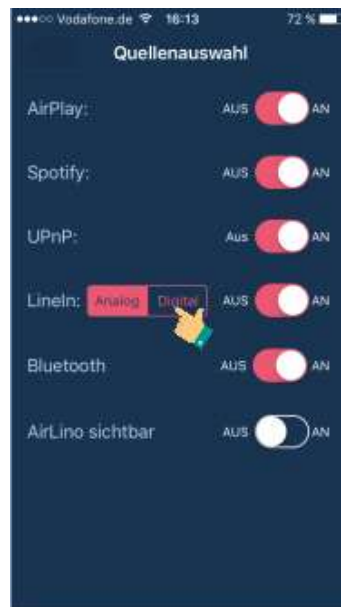 Vodafone.de 16:13 72 %
Quellenauswahl
AirPlay: AUS AN
Spotify: AUS AN
UPnP: Aus AN
LineIn: Analog Digital AUS AN
Bluetooth AUS AN
AirLino sichtbar AUS AN